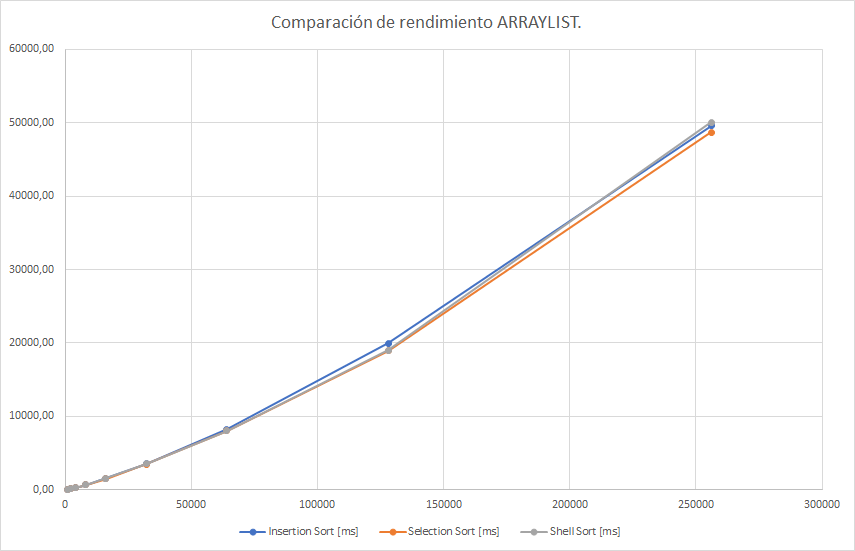 Comparación de rendimiento ARRAYLIST.
60000,00
50000,00
40000,00
30000,00
20000,00
10000,00
0,00
0 50000 100000 150000 200000 250000 300000
Insertion Sort [ms] Selection Sort [ms] Shell Sort [ms]